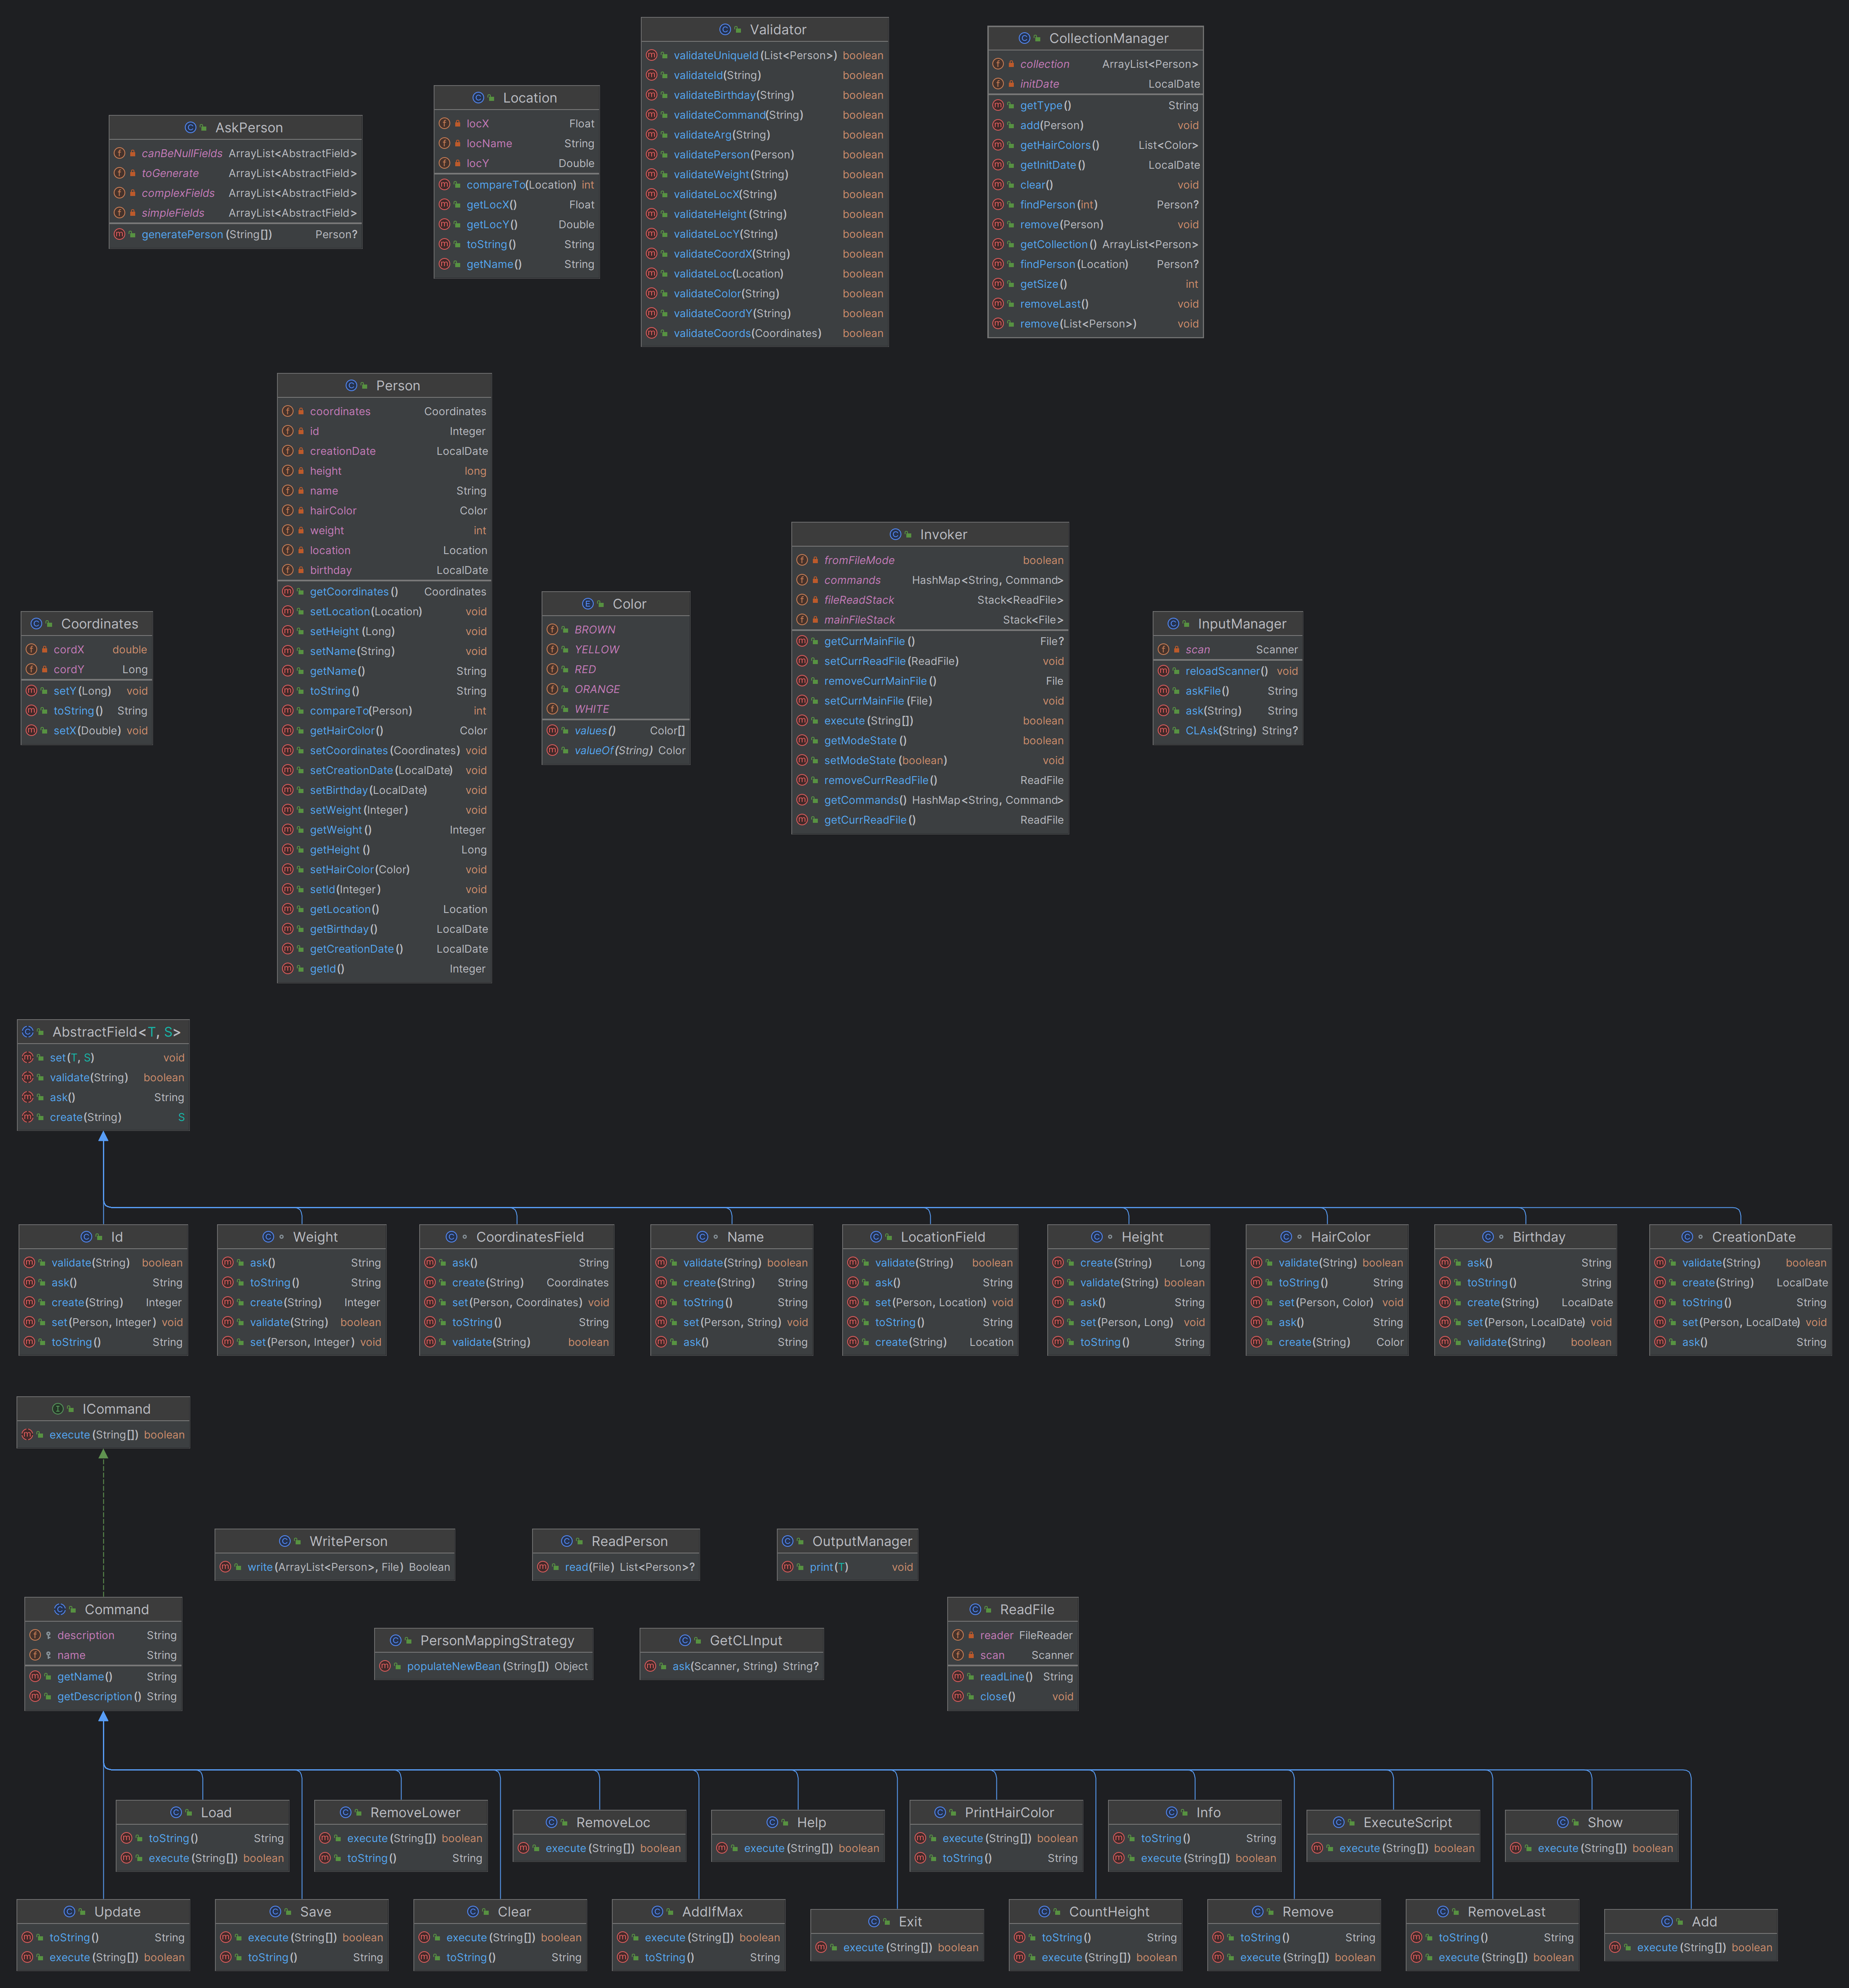 Validator
validateUniqueId(List<Person>) boolean
validateId(String) boolean
validateBirthday(String) boolean
validateCommand(String) boolean
validateArg(String) boolean
validatePerson(Person) boolean
validateWeight(String) boolean
validateLocX(String) boolean
validateHeight(String) boolean
validateLocY(String) boolean
validateCoordX(String) boolean
validateLoc(Location) boolean
validateColor(String) boolean
validateCoordY(String) boolean
validateCoords(Coordinates) boolean
CollectionManager
collection ArrayList<Person>
initDate LocalDate
getType() String
add(Person) void
getHairColors() List<Color>
getInitDate() LocalDate
clear() void
findPerson(int) Person?
remove(Person) void
getCollection() ArrayList<Person>
findPerson(Location) Person?
getSize() int
removeLast() void
remove(List<Person>) void
Location
locX Float
locName String
locY Double
compareTo(Location) int
getLocX() Float
getLocY() Double
toString() String
getName() String
AskPerson
canBeNullFields ArrayList<AbstractField>
toGenerate ArrayList<AbstractField>
complexFields ArrayList<AbstractField>
simpleFields ArrayList<AbstractField>
generatePerson(String[]) Person?
Person
coordinates Coordinates
id Integer
creationDate LocalDate
height long
name String
hairColor Color
weight int
location Location
birthday LocalDate
getCoordinates() Coordinates
setLocation(Location) void
setHeight(Long) void
setName(String) void
getName() String
toString() String
compareTo(Person) int
getHairColor() Color
setCoordinates(Coordinates) void
setCreationDate(LocalDate) void
setBirthday(LocalDate) void
setWeight(Integer) void
getWeight() Integer
getHeight() Long
setHairColor(Color) void
setId(Integer) void
getLocation() Location
getBirthday() LocalDate
getCreationDate() LocalDate
getId() Integer
Invoker
fromFileMode boolean
commands HashMap<String, Command>
fileReadStack Stack<ReadFile>
mainFileStack Stack<File>
getCurrMainFile() File?
setCurrReadFile(ReadFile) void
removeCurrMainFile() File
setCurrMainFile(File) void
execute(String[]) boolean
getModeState() boolean
setModeState(boolean) void
removeCurrReadFile() ReadFile
getCommands() HashMap<String, Command>
getCurrReadFile() ReadFile
Color
BROWN
YELLOW
RED
ORANGE
WHITE
values() Color[]
valueOf(String) Color
Coordinates
cordX double
cordY Long
setY(Long) void
toString() String
setX(Double) void
InputManager
scan Scanner
reloadScanner() void
askFile() String
ask(String) String
CLAsk(String) String?
AbstractField<T, S>
set(T, S) void
validate(String) boolean
ask() String
create(String) S
Id
validate(String) boolean
ask() String
create(String) Integer
set(Person, Integer) void
toString() String
Weight
ask() String
toString() String
create(String) Integer
validate(String) boolean
set(Person, Integer) void
CoordinatesField
ask() String
create(String) Coordinates
set(Person, Coordinates) void
toString() String
validate(String) boolean
Name
validate(String) boolean
create(String) String
toString() String
set(Person, String) void
ask() String
LocationField
validate(String) boolean
ask() String
set(Person, Location) void
toString() String
create(String) Location
Height
create(String) Long
validate(String) boolean
ask() String
set(Person, Long) void
toString() String
HairColor
validate(String) boolean
toString() String
set(Person, Color) void
ask() String
create(String) Color
Birthday
ask() String
toString() String
create(String) LocalDate
set(Person, LocalDate) void
validate(String) boolean
CreationDate
validate(String) boolean
create(String) LocalDate
toString() String
set(Person, LocalDate) void
ask() String
ICommand
execute(String[]) boolean
WritePerson
write(ArrayList<Person>, File) Boolean
ReadPerson
read(File) List<Person>?
OutputManager
print(T) void
Command
description String
name String
getName() String
getDescription() String
PersonMappingStrategy
populateNewBean(String[]) Object
GetCLInput
ask(Scanner, String) String?
ReadFile
reader FileReader
scan Scanner
readLine() String
close() void
Load
toString() String
execute(String[]) boolean
RemoveLower
execute(String[]) boolean
toString() String
RemoveLoc
execute(String[]) boolean
Help
execute(String[]) boolean
PrintHairColor
execute(String[]) boolean
toString() String
Info
toString() String
execute(String[]) boolean
ExecuteScript
execute(String[]) boolean
Show
execute(String[]) boolean
Update
toString() String
execute(String[]) boolean
Save
execute(String[]) boolean
toString() String
Clear
execute(String[]) boolean
toString() String
AddIfMax
execute(String[]) boolean
toString() String
Exit
execute(String[]) boolean
CountHeight
toString() String
execute(String[]) boolean
Remove
toString() String
execute(String[]) boolean
RemoveLast
toString() String
execute(String[]) boolean
Add
execute(String[]) boolean